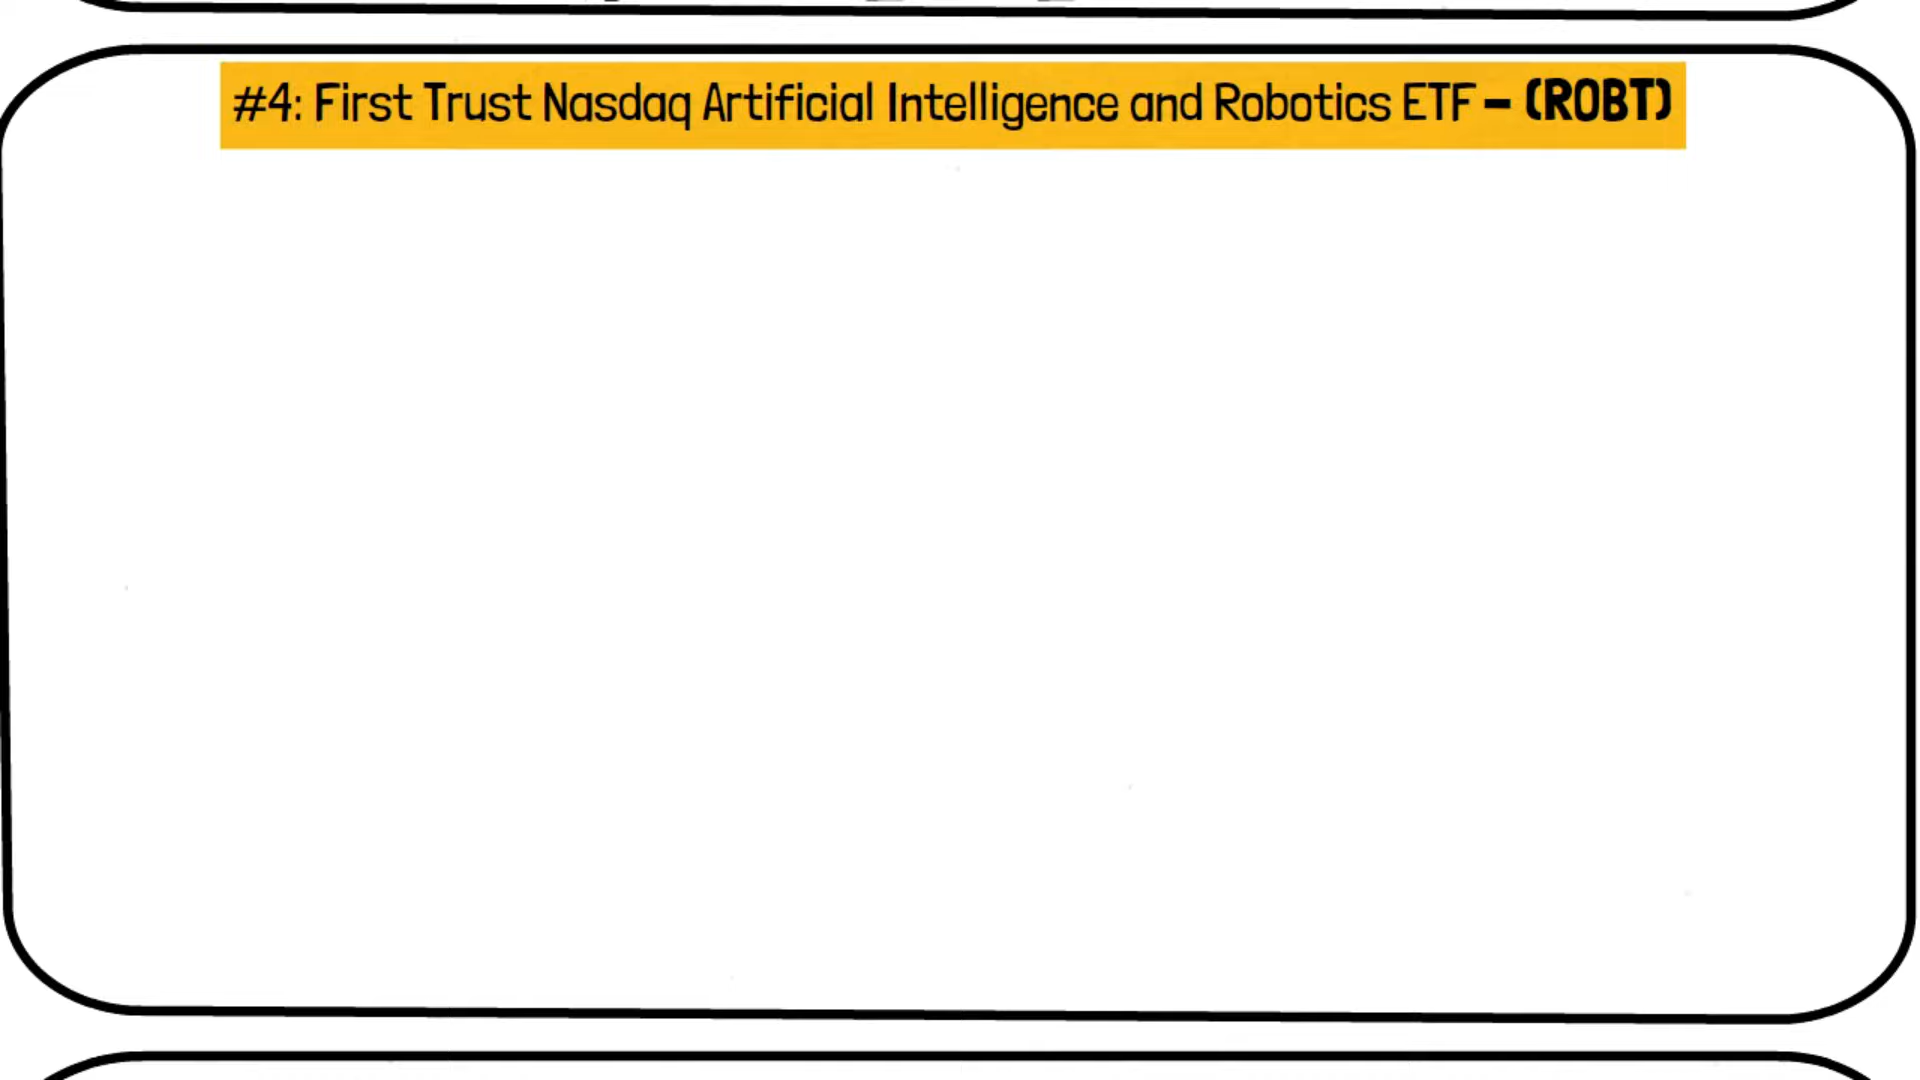 #4: First Trust Nasdaq Artificial Intelligence and Robotics ETF – (ROBT)